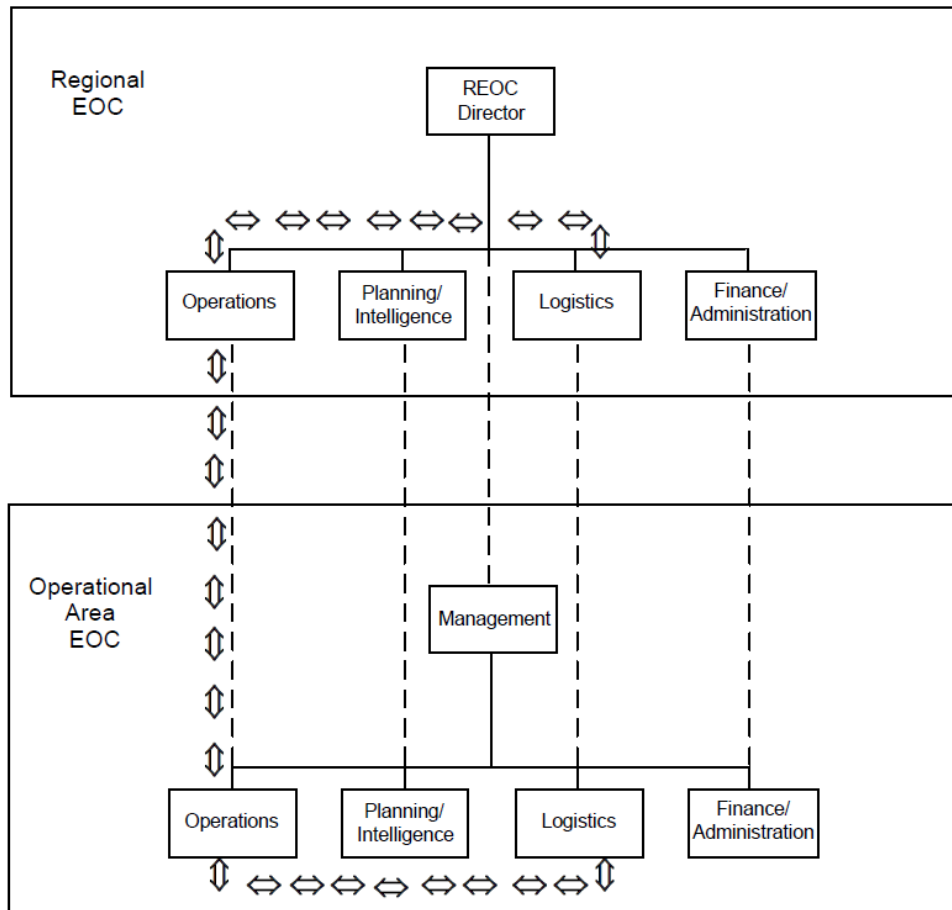 Regional
EOC
REOC
Director
Operations
Planning/
Intelligence
Logistics
Finance/
Administration
Operational
Area
EOC
Management
Operations
Planning/
Intelligence
Logistics
Finance/
Administration